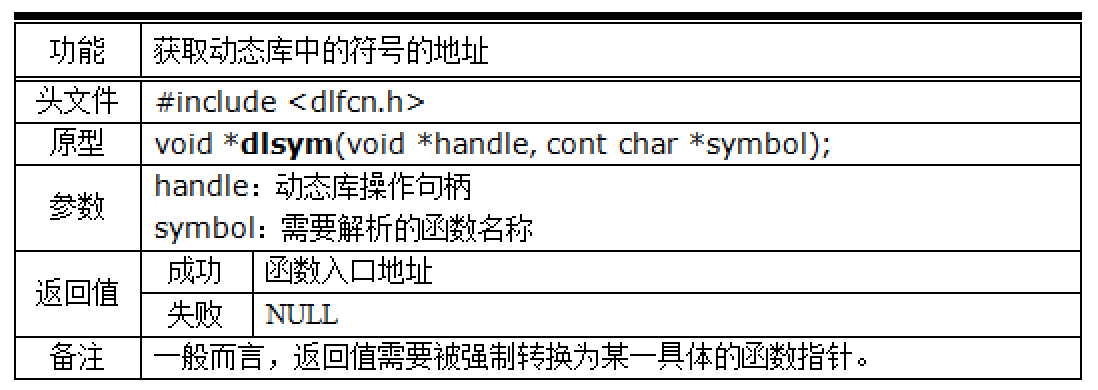 功能 获取动态库中的符号的地址
头文件 #include <dlfcn.h>
原型 void *dlsym(void *handle, cont char *symbol);
参数 handle：动态库操作句柄
symbol：需要解析的函数名称
返回值 成功 函数入口地址
失败 NULL
备注 一般而言，返回值需要被强制转换为某一具体的函数指针。